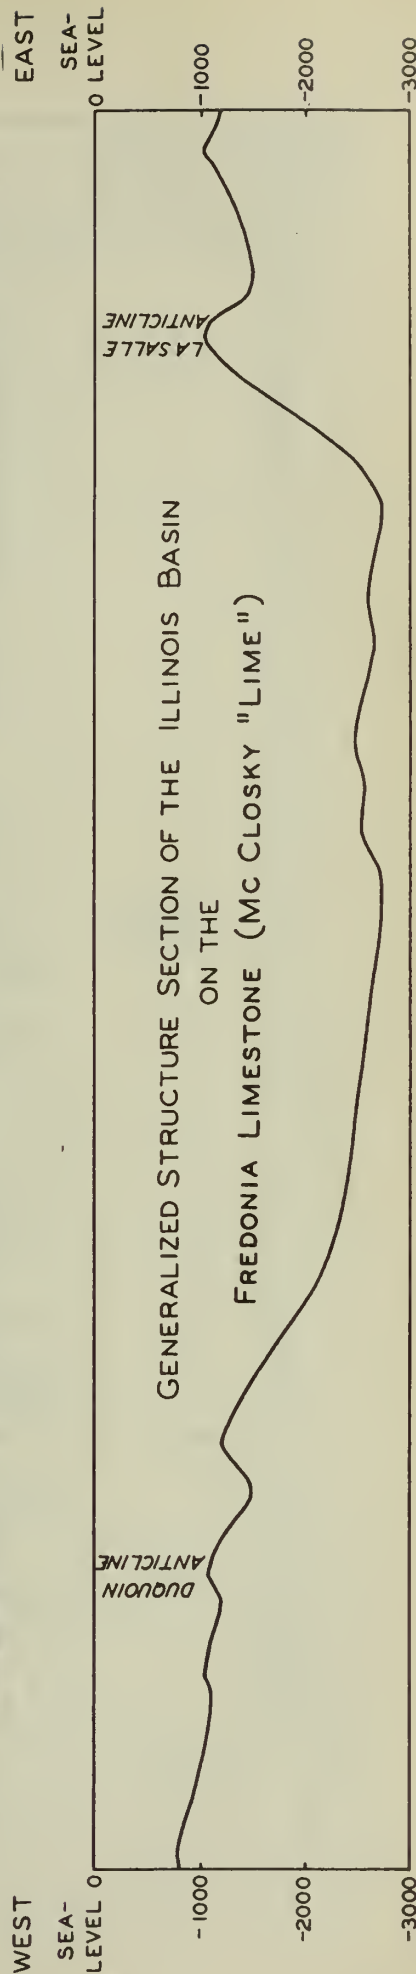 WEST
EAST
SEA-
LEVEL
SEA-
LEVEL
0
0
-1000
-1000
-2000
-2000
-3000
-3000
DUQUOIN
ANTICLINE
LA SALLE
ANTICLINE
GENERALIZED STRUCTURE SECTION OF THE ILLINOIS BASIN
ON THE
FREDONIA LIMESTONE (MC CLOSKY "LIME")